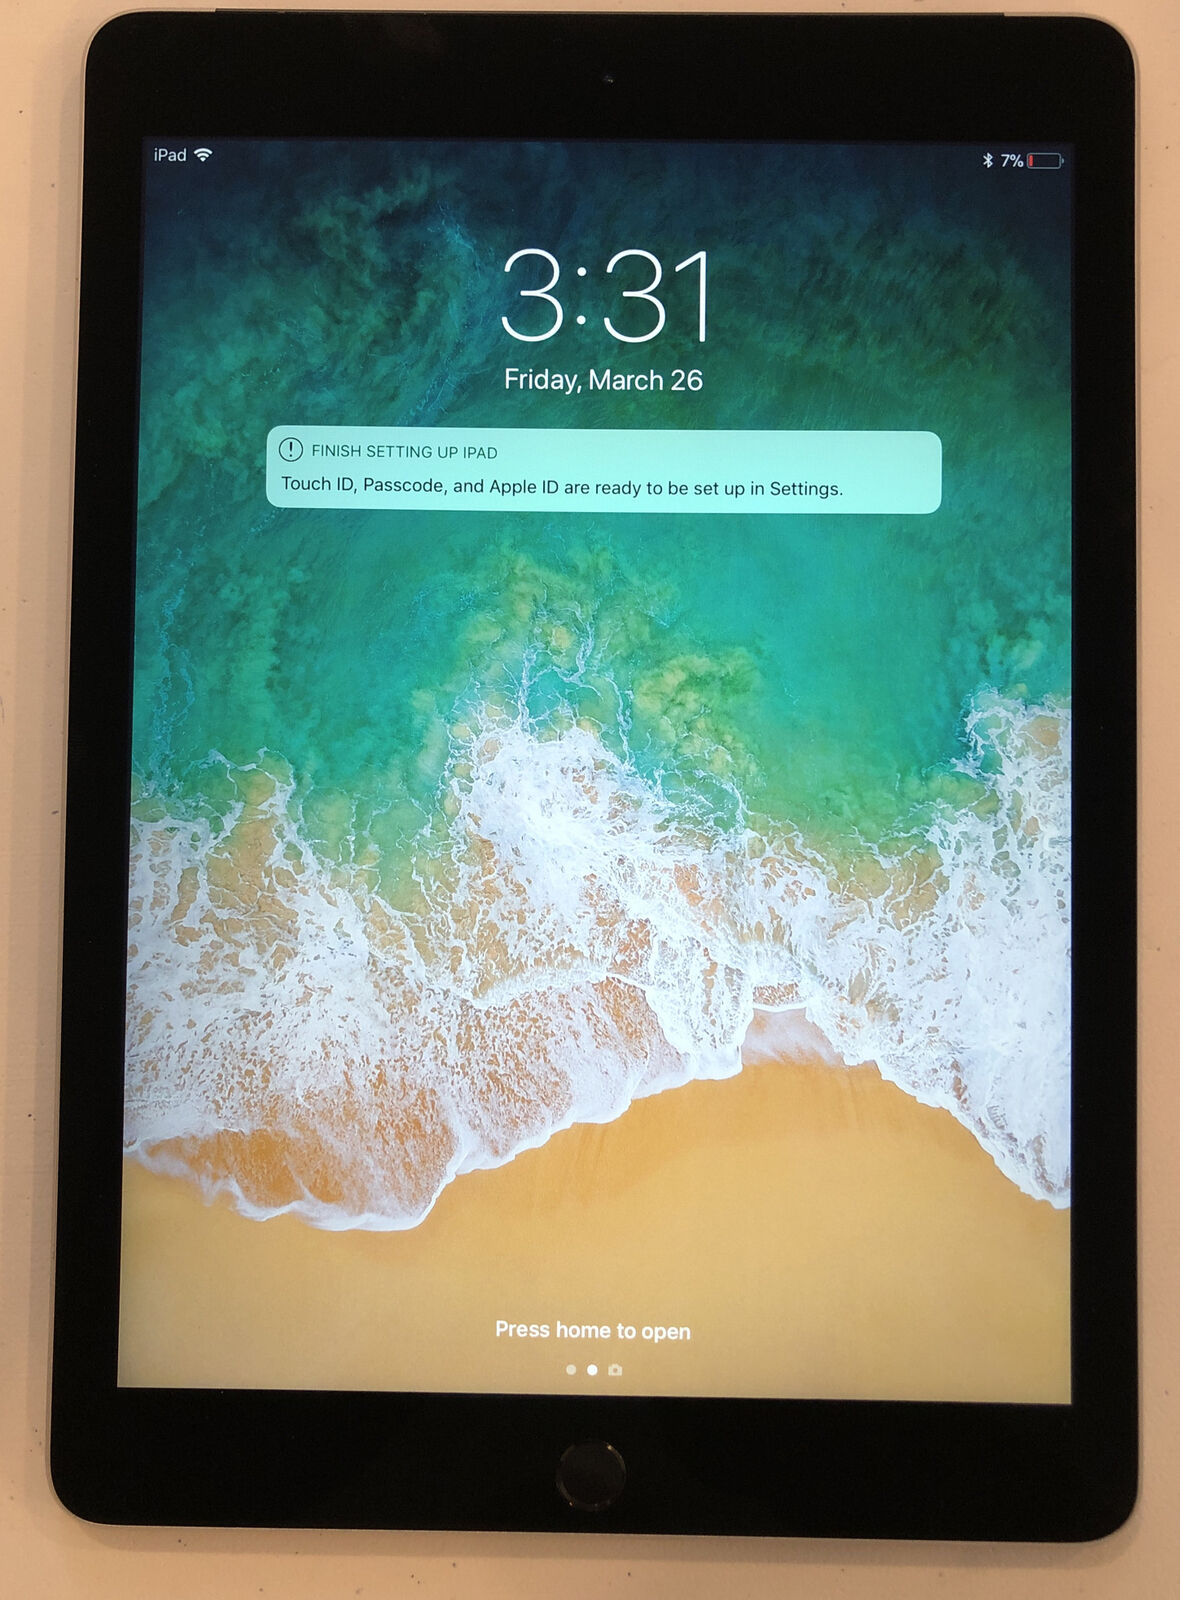 iPad
7%
3:31
Friday, March 26
FINISH SETTING UP IPAD
Touch ID, Passcode, and Apple ID are ready to be set up in Settings.
Press home to open